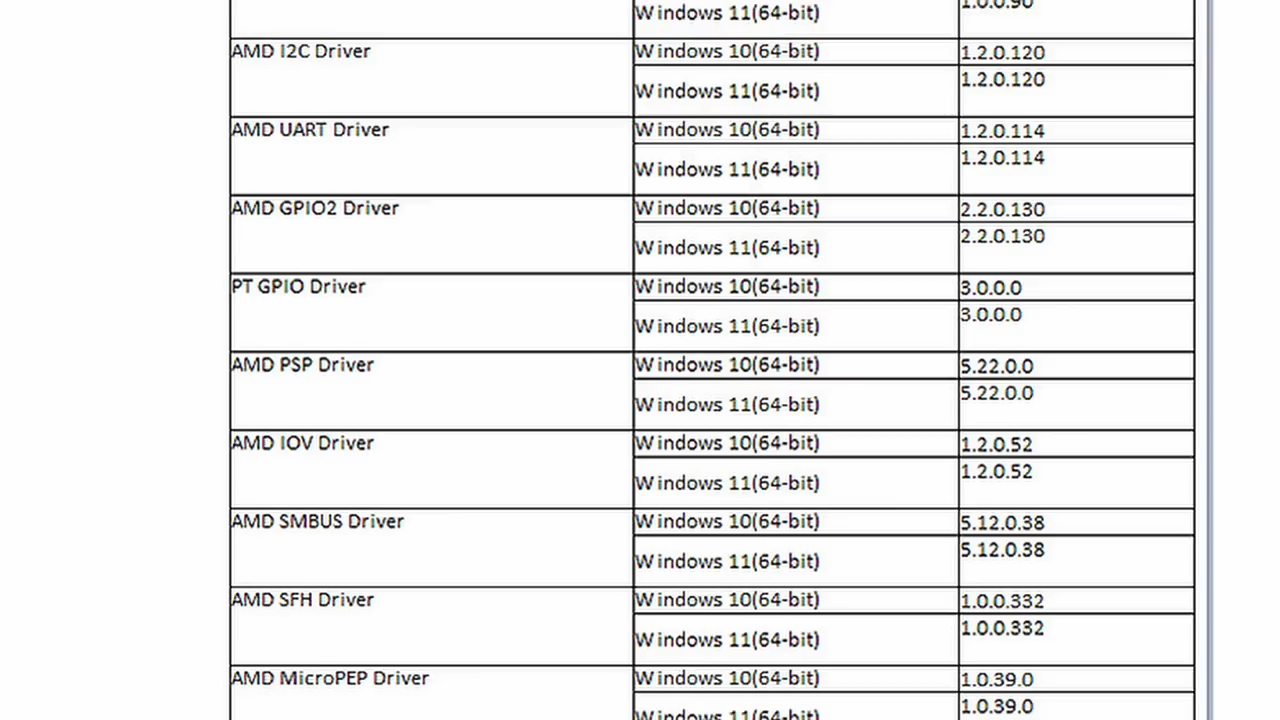 Windows 11(64-bit) 1.0.0.90
AMD I2C Driver Windows 10(64-bit) 1.2.0.120
Windows 11(64-bit) 1.2.0.120
AMD UART Driver Windows 10(64-bit) 1.2.0.114
Windows 11(64-bit) 1.2.0.114
AMD GPIO2 Driver Windows 10(64-bit) 2.2.0.130
Windows 11(64-bit) 2.2.0.130
PT GPIO Driver Windows 10(64-bit) 3.0.0.0
Windows 11(64-bit) 3.0.0.0
AMD PSP Driver Windows 10(64-bit) 5.22.0.0
Windows 11(64-bit) 5.22.0.0
AMD IOV Driver Windows 10(64-bit) 1.2.0.52
Windows 11(64-bit) 1.2.0.52
AMD SMBUS Driver Windows 10(64-bit) 5.12.0.38
Windows 11(64-bit) 5.12.0.38
AMD SFH Driver Windows 10(64-bit) 1.0.0.332
Windows 11(64-bit) 1.0.0.332
AMD MicroPEP Driver Windows 10(64-bit) 1.0.39.0
Windows 11(64-bit) 1.0.39.0